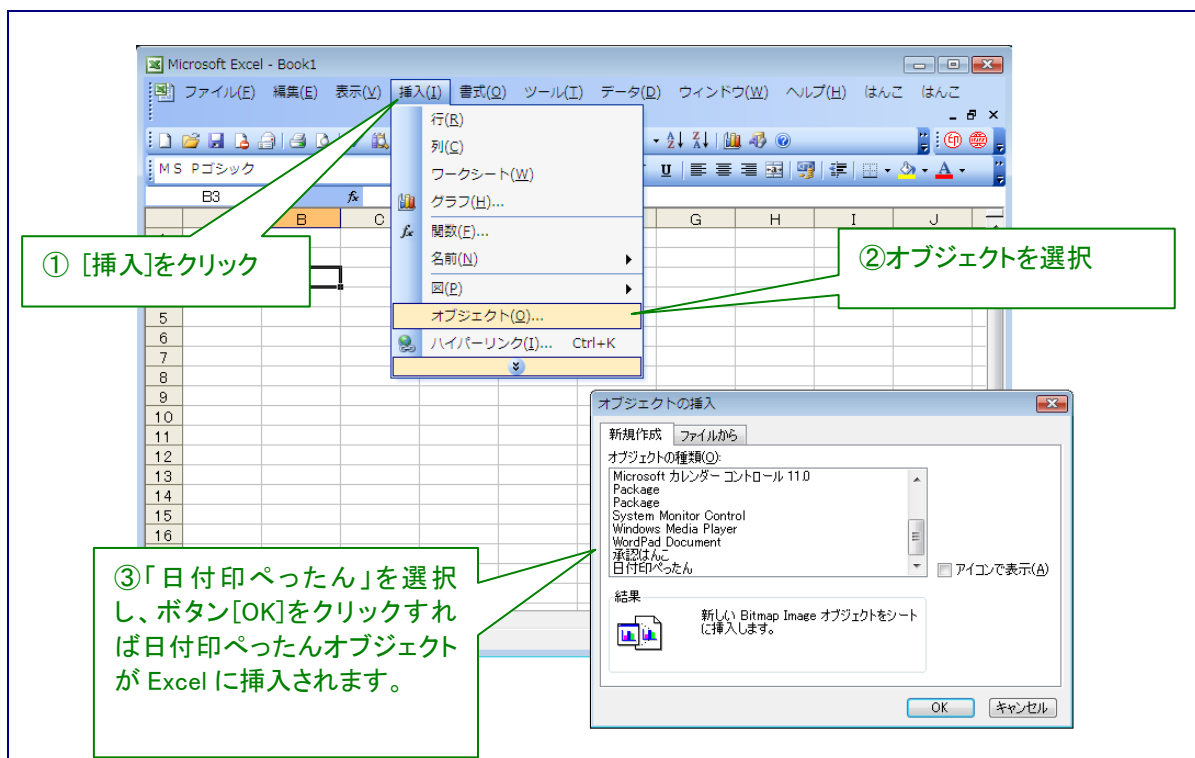 Microsoft Excel - Book1
ファイル(F) 編集(E) 表示(V) 挿入(I) 書式(O) ツール(T) データ(D) ウィンドウ(W) ヘルプ(H) はんこ はんこ
MS Pゴシック
U
A
B3
fx
B C G H I J
行(R)
列(C)
ワークシート(W)
グラフ(H)...
fx 関数(F)...
名前(N)
図(P)
オブジェクト(O)...
ハイパーリンク(I)... Ctrl+K
① [挿入]をクリック
②オブジェクトを選択
5
6
7
8
9
10
11
12
13
14
15
16
オブジェクトの挿入
新規作成 ファイルから
オブジェクトの種類(O):
Microsoft カレンダー コントロール 11.0
Package
Package
System Monitor Control
Windows Media Player
WordPad Document
承認はんこ
日付印ぺったん
アイコンで表示(A)
結果
新しい Bitmap Image オブジェクトをシート
に挿入します。
OK キャンセル
③「日付印ぺったん」を選択
し、ボタン[OK]をクリックすれ
ば日付印ぺったんオブジェクト
が Excel に挿入されます。